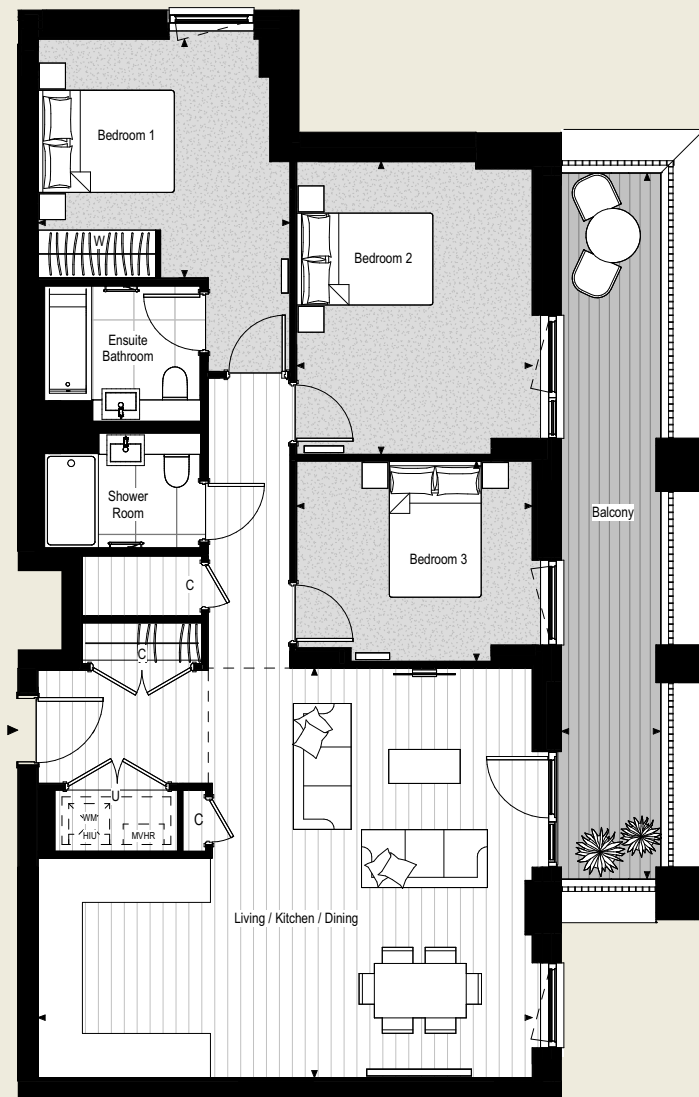 Bedroom 1
W
Bedroom 2
Ensuite
Bathroom
Shower
Room
Balcony
Bedroom 3
C
C
U
WM
HIU
MVHR
C
Living / Kitchen / Dining